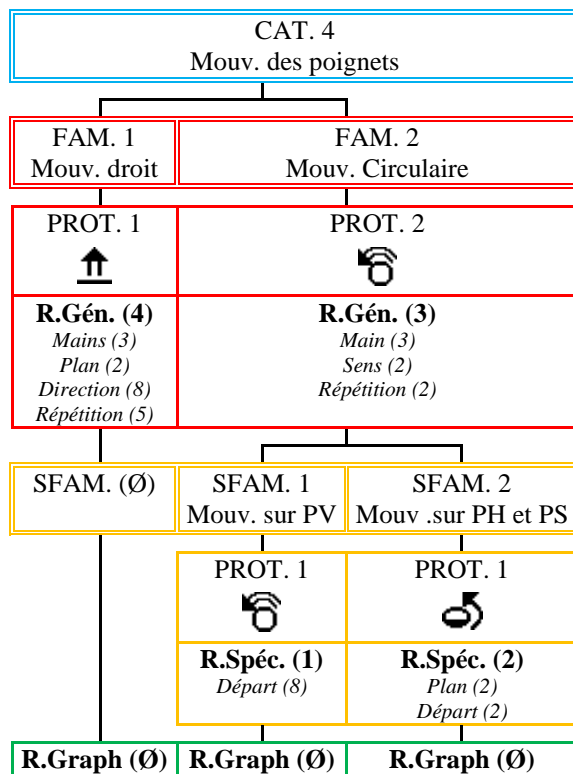 CAT. 4
Mouv. des poignets
FAM. 1
Mouv. droit
FAM. 2
Mouv. Circulaire
PROT. 1
PROT. 2
R.Gén. (4)
Mains (3)
Plan (2)
Direction (8)
Répétition (5)
R.Gén. (3)
Main (3)
Sens (2)
Répétition (2)
SFAM. (Ø)
SFAM. 1
Mouv. sur PV
SFAM. 2
Mouv .sur PH et PS
PROT. 1
PROT. 1
R.Spéc. (1)
Départ (8)
R.Spéc. (2)
Plan (2)
Départ (2)
R.Graph (Ø)
R.Graph (Ø)
R.Graph (Ø)